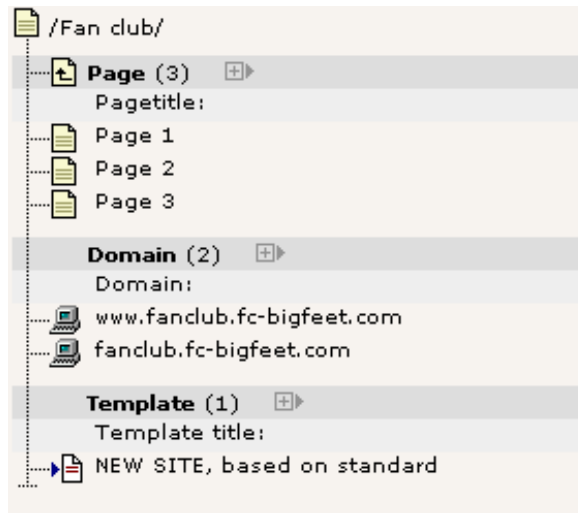 /Fan club/
Page (3)
Pagetitle:
Page 1
Page 2
Page 3
Domain (2)
Domain:
www.fanclub.fc-bigfeet.com
fanclub.fc-bigfeet.com
Template (1)
Template title:
NEW SITE, based on standard